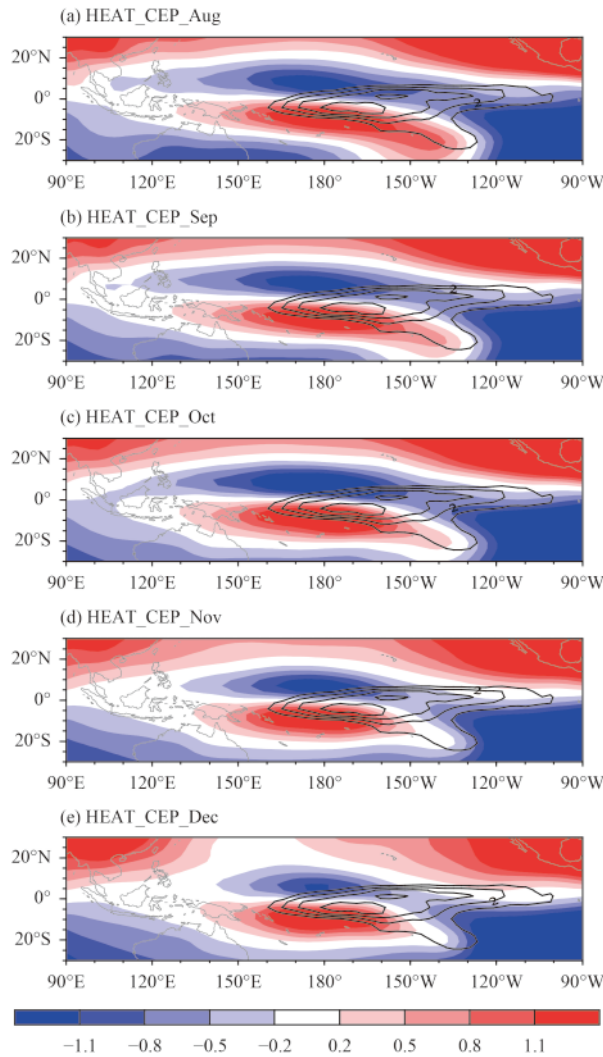 (a) HEAT_CEP_Aug
20°N
0°
20°S
2
90°E 120°E 150°E 180° 150°W 120°W 90°W
(b) HEAT_CEP_Sep
20°N
0°
20°S
2
90°E 120°E 150°E 180° 150°W 120°W 90°W
(c) HEAT_CEP_Oct
20°N
0°
20°S
2
90°E 120°E 150°E 180° 150°W 120°W 90°W
(d) HEAT_CEP_Nov
20°N
0°
20°S
2
90°E 120°E 150°E 180° 150°W 120°W 90°W
(e) HEAT_CEP_Dec
20°N
0°
20°S
2
90°E 120°E 150°E 180° 150°W 120°W 90°W
−1.1 −0.8 −0.5 −0.2 0.2 0.5 0.8 1.1